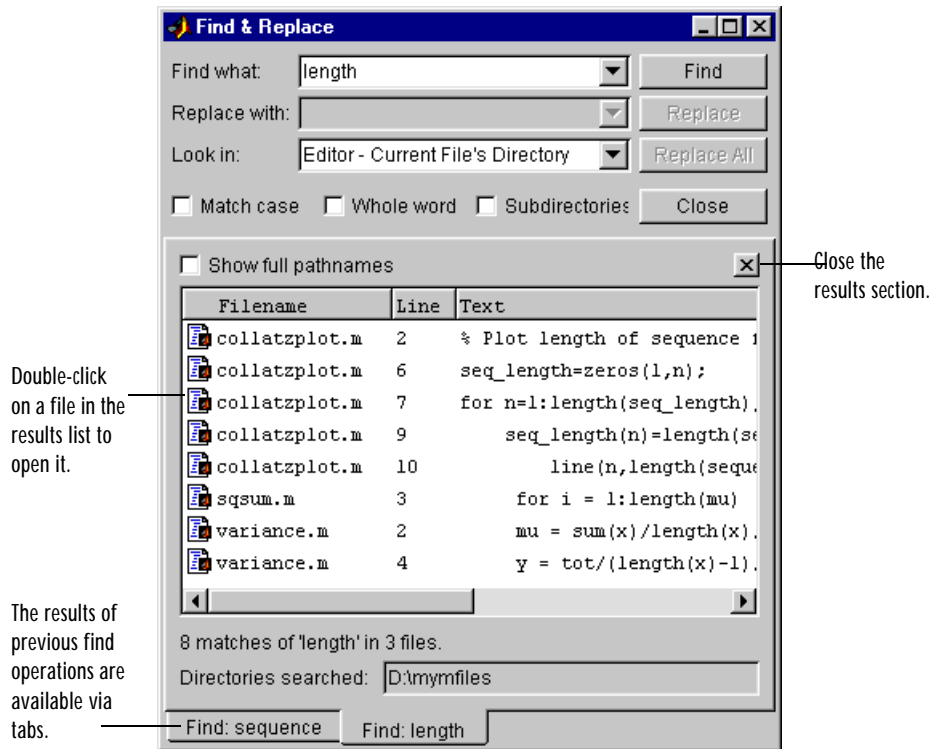 Find & Replace
Find what: length Find
Replace with: Replace
Look in: Editor - Current File's Directory Replace All
Match case Whole word Subdirectories Close
Show full pathnames
Close the
results section.
Filename Line Text
collatzplot.m 2 % Plot length of sequence
collatzplot.m 6 seq_length=zeros(1,n);
collatzplot.m 7 for n=1:length(seq_length),
collatzplot.m 9 seq_length(n)=length(se
collatzplot.m 10 line(n,length(seque
sqsum.m 3 for i = 1:length(mu)
variance.m 2 mu = sum(x)/length(x),
variance.m 4 y = tot/(length(x)-1),
Double-click
on a file in the
results list to
open it.
8 matches of 'length' in 3 files.
Directories searched: D:\mymfiles
The results of
previous find
operations are
available via
tabs.
Find: sequence Find: length